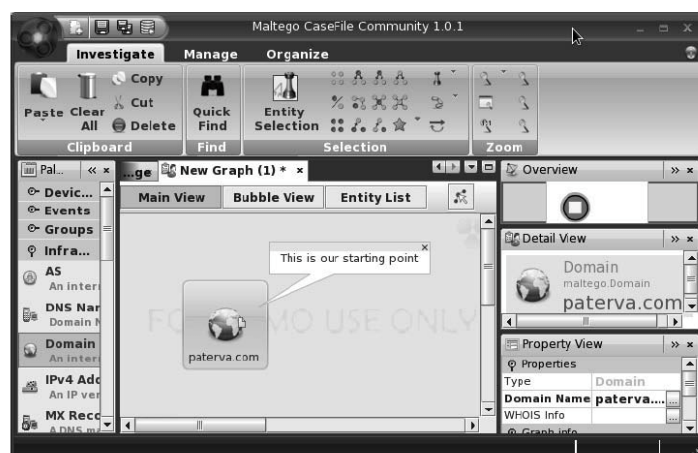 Maltego CaseFile Community 1.0.1
Investigate Manage Organize
Paste Clear All
Copy
Cut
Delete
Clipboard
Quick Find
Find
Entity Selection
Selection
Zoom
Pal...
...ge New Graph (1) *
Overview
Devic...
Events
Groups
Infra...
AS
An inter
DNS Nar
Domain N
Domain
An inter
IPv4 Add
An IP ver
MX Reco
A DNS m
Main View Bubble View Entity List
This is our starting point
paterva.com
MO USE ONLY
Detail View
Domain
maltego.Domain
paterva.com
Property View
Properties
Type Domain
Domain Name paterva....
WHOIS Info
Graph info